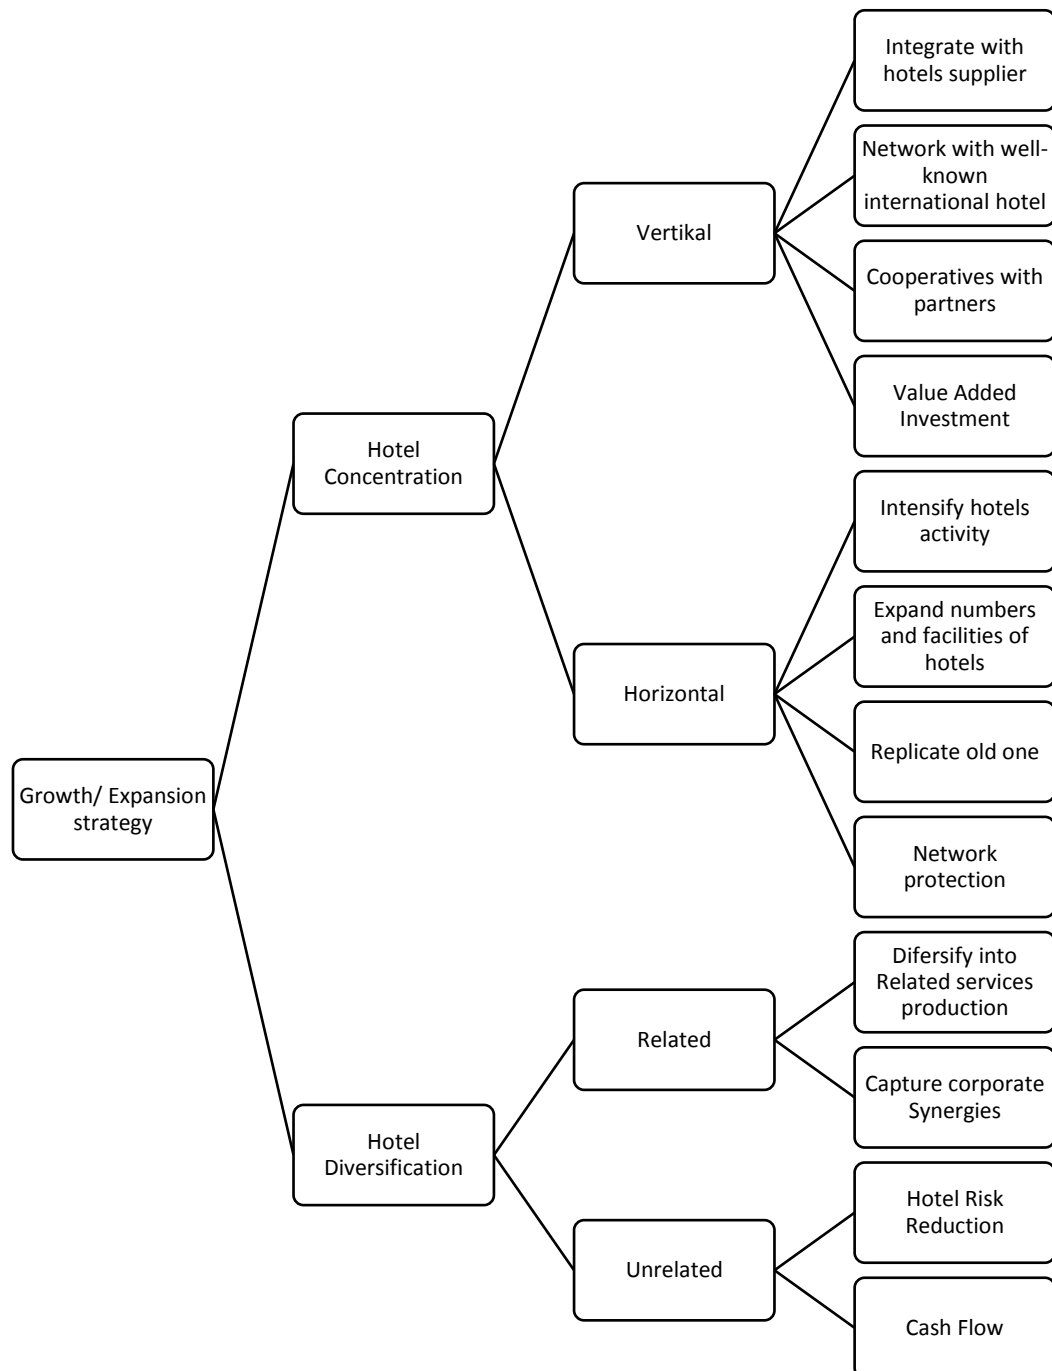 Integrate with
hotels supplier
Network with well-
known
international hotel
Vertikal
Cooperatives with
partners
Value Added
Investment
Hotel
Concentration
Intensify hotels
activity
Expand numbers
and facilities of
hotels
Horizontal
Replicate old one
Growth/ Expansion
strategy
Network
protection
Difersify into
Related services
production
Related
Capture corporate
Synergies
Hotel
Diversification
Hotel Risk
Reduction
Unrelated
Cash Flow